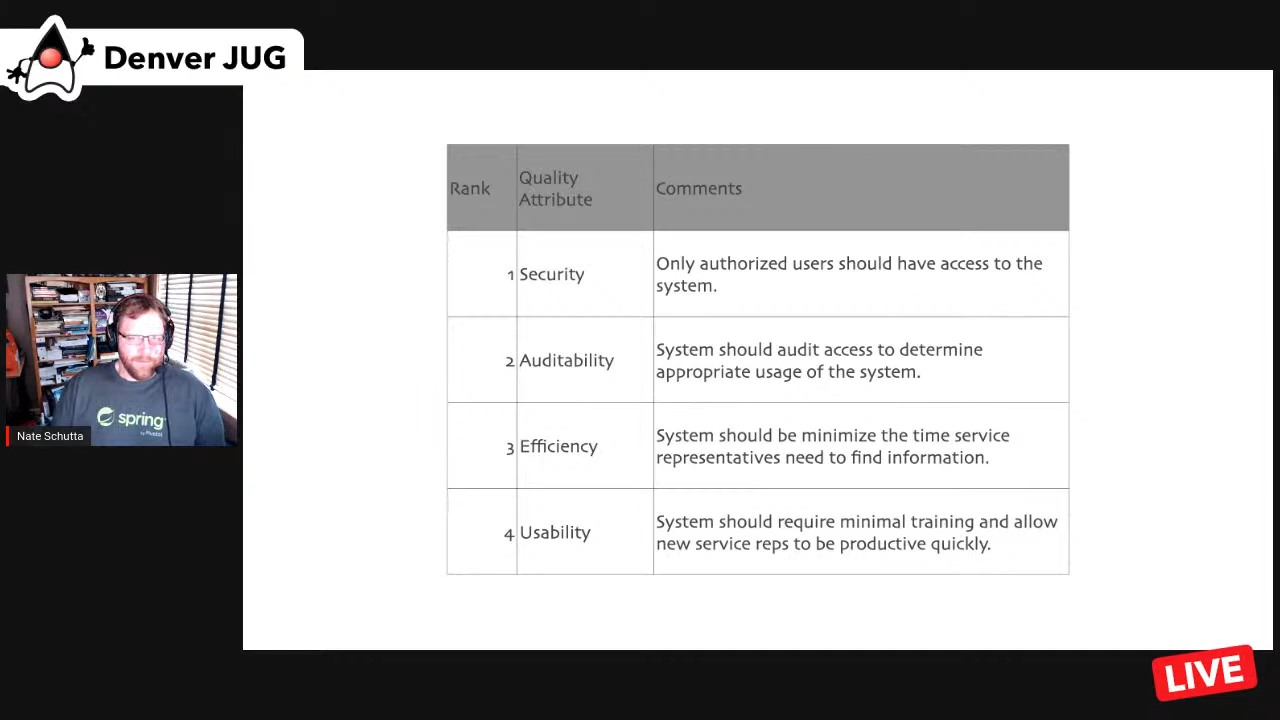 Denver JUG
Rank
Quality
Attribute
Comments
1
Security
Only authorized users should have access to the
system.
2
Auditability
System should audit access to determine
appropriate usage of the system.
3
Efficiency
System should be minimize the time service
representatives need to find information.
4
Usability
System should require minimal training and allow
new service reps to be productive quickly.
spring
Nate Schutta
LIVE